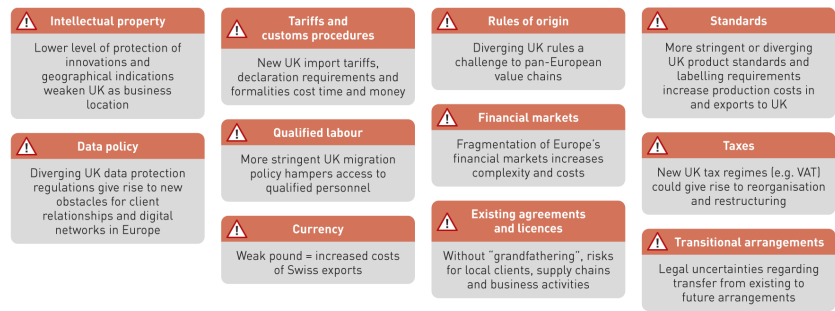 Intellectual property
Lower level of protection of
innovations and
geographical indications
weaken UK as business
location
Data policy
Diverging UK data protection
regulations give rise to new
obstacles for client
relationships and digital
networks in Europe
Tariffs and
customs procedures
New UK import tariffs,
declaration requirements and
formalities cost time and money
Qualified labour
More stringent UK migration
policy hampers access to
qualified personnel
Currency
Weak pound = increased costs
of Swiss exports
Rules of origin
Diverging UK rules a
challenge to pan-European
value chains
Financial markets
Fragmentation of Europe's
financial markets increases
complexity and costs
Existing agreements
and licences
Without "grandfathering", risks
for local clients, supply chains
and business activities
Standards
More stringent or diverging
UK product standards and
labelling requirements
increase production costs in
and exports to UK
Taxes
New UK tax regimes (e.g. VAT)
could give rise to reorganisation
and restructuring
Transitional arrangements
Legal uncertainties regarding
transfer from existing to
future arrangements